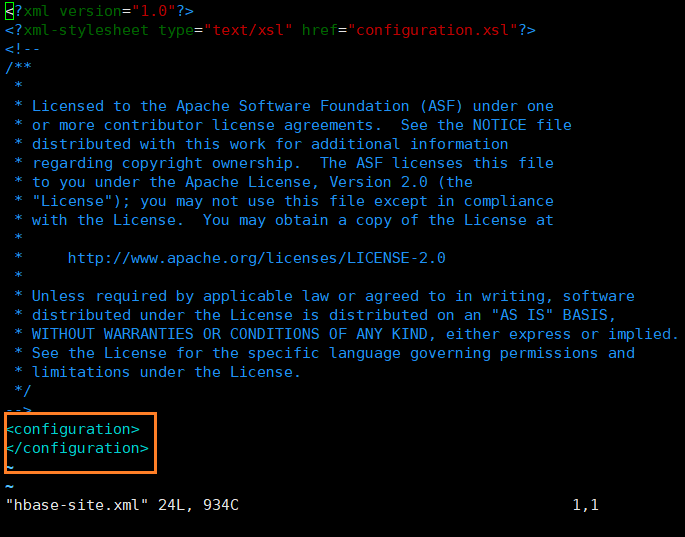 <?xml version="1.0"?>
<?xml-stylesheet type="text/xsl" href="configuration.xsl"?>
<!--
/**
 *
 * Licensed to the Apache Software Foundation (ASF) under one
 * or more contributor license agreements.  See the NOTICE file
 * distributed with this work for additional information
 * regarding copyright ownership.  The ASF licenses this file
 * to you under the Apache License, Version 2.0 (the
 * "License"); you may not use this file except in compliance
 * with the License.  You may obtain a copy of the License at
 *
 *     http://www.apache.org/licenses/LICENSE-2.0
 *
 * Unless required by applicable law or agreed to in writing, software
 * distributed under the License is distributed on an "AS IS" BASIS,
 * WITHOUT WARRANTIES OR CONDITIONS OF ANY KIND, either express or implied.
 * See the License for the specific language governing permissions and
 * limitations under the License.
 */
-->
<configuration>
</configuration>
~
~
"hbase-site.xml" 24L, 934C 1,1